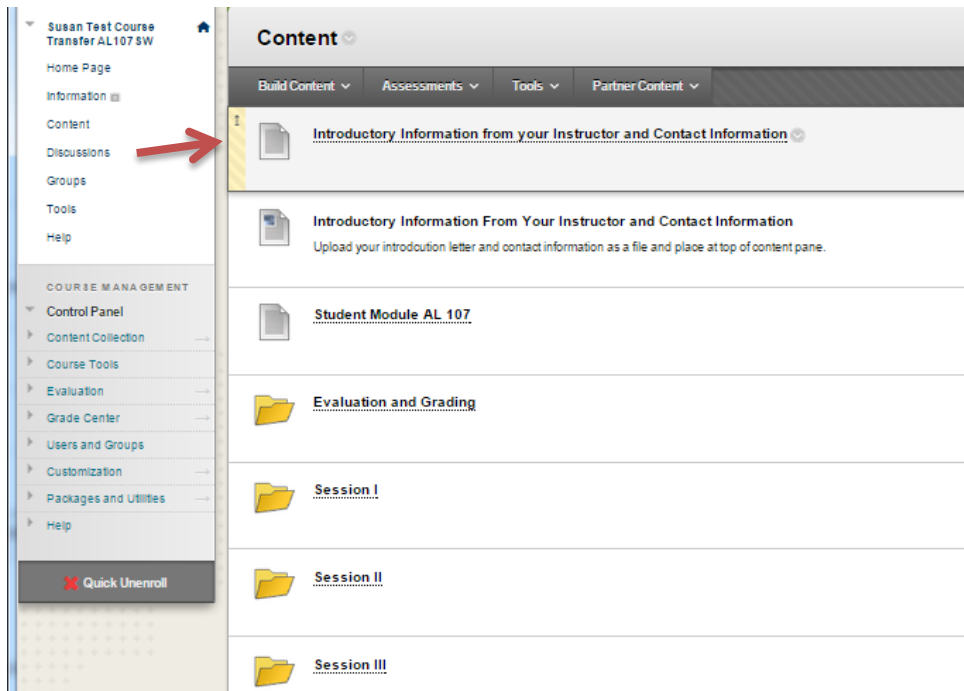 Susan Test Course
Transfer AL107 SW
Home Page
Information
Content
Discussions
Groups
Tools
Help
COURSE MANAGEMENT
Control Panel
Content Collection
Course Tools
Evaluation
Grade Center
Users and Groups
Customization
Packages and Utilities
Help
Quick Unenroll
Content
Build Content Assessments Tools Partner Content
Introductory Information from your Instructor and Contact Information
Introductory Information From Your Instructor and Contact Information
Upload your introdcution letter and contact information as a file and place at top of content pane.
Student Module AL 107
Evaluation and Grading
Session I
Session II
Session III